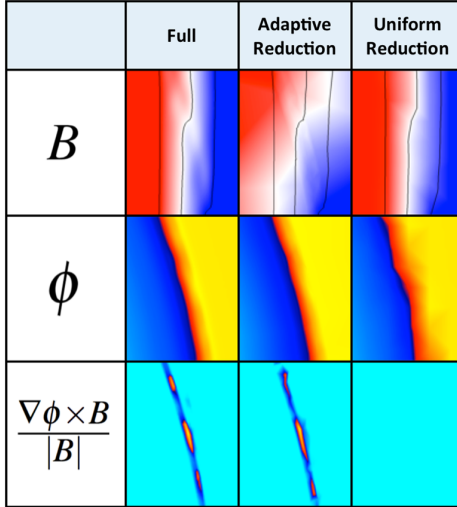 Full
Adaptive
Reduction
Uniform
Reduction
B
ϕ
∇ϕ × B
|B|